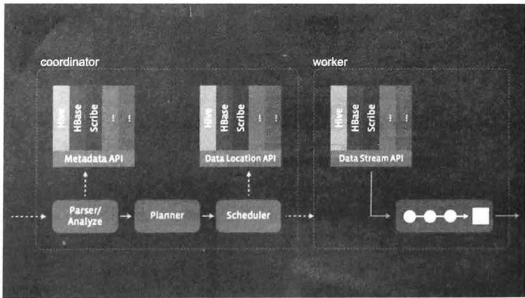 coordinator
worker
Hive
HBase
Scribe
...
...
Metadata API
Hive
HBase
Scribe
...
...
Data Location API
Hive
HBase
Scribe
...
...
Data Stream API
Parser/
Analyze
Planner
Scheduler